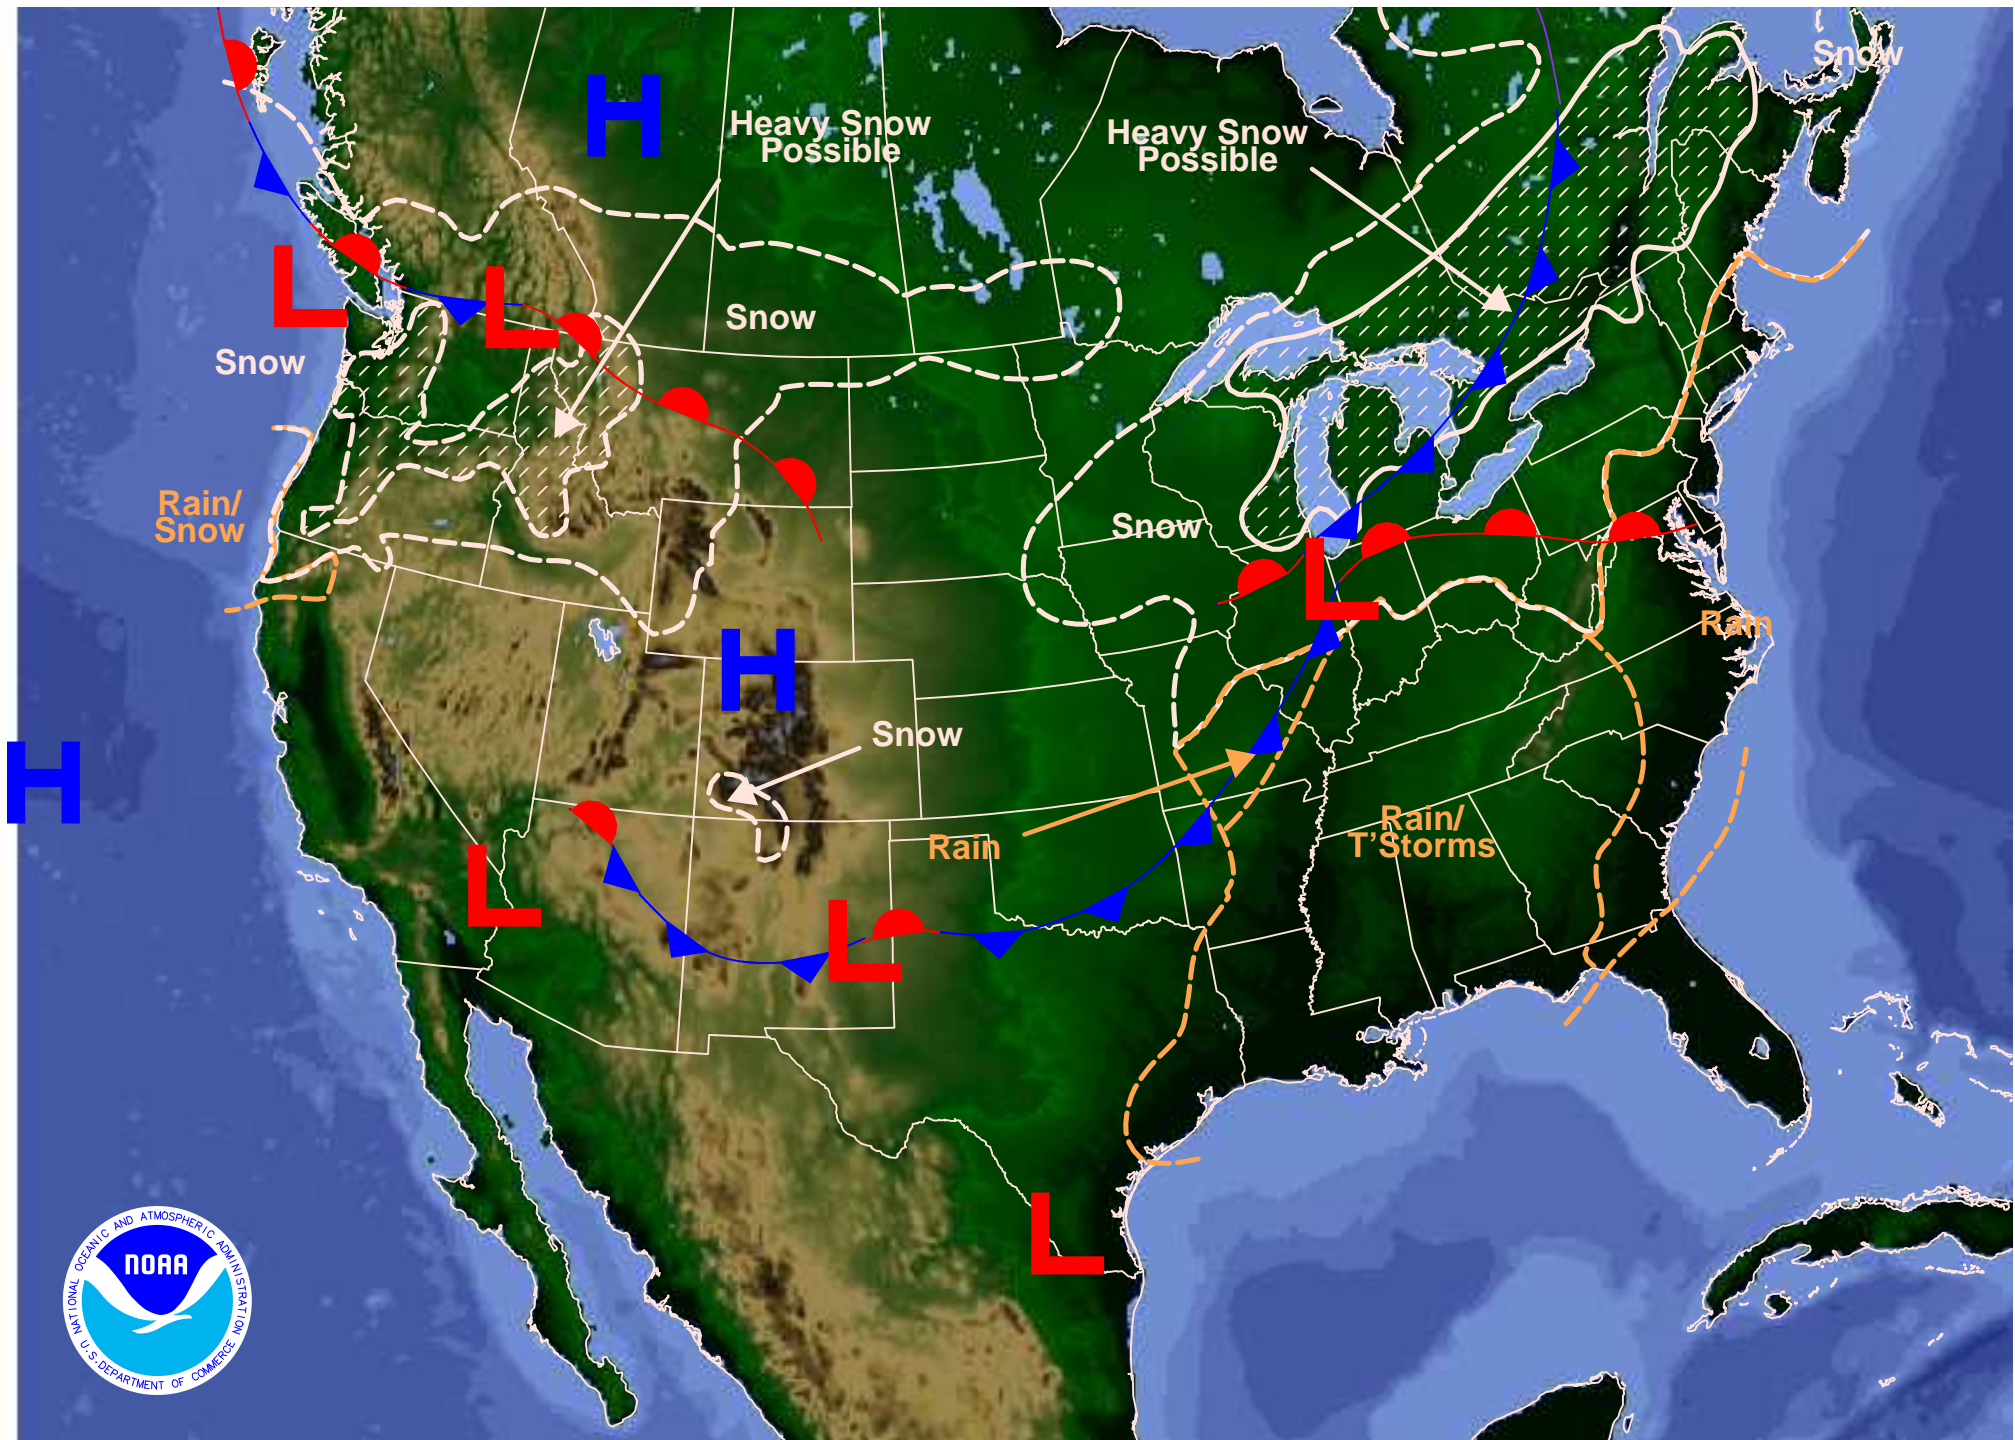 Snow
H
Heavy Snow
Possible
Heavy Snow
Possible
L
L
Snow
Snow
Rain/
Snow
Snow
L
Rain
H
Snow
H
Rain
Rain/
T'Storms
L
L
L
NATIONAL OCEANIC AND ATMOSPHERIC ADMINISTRATION
NOAA
U.S. DEPARTMENT OF COMMERCE